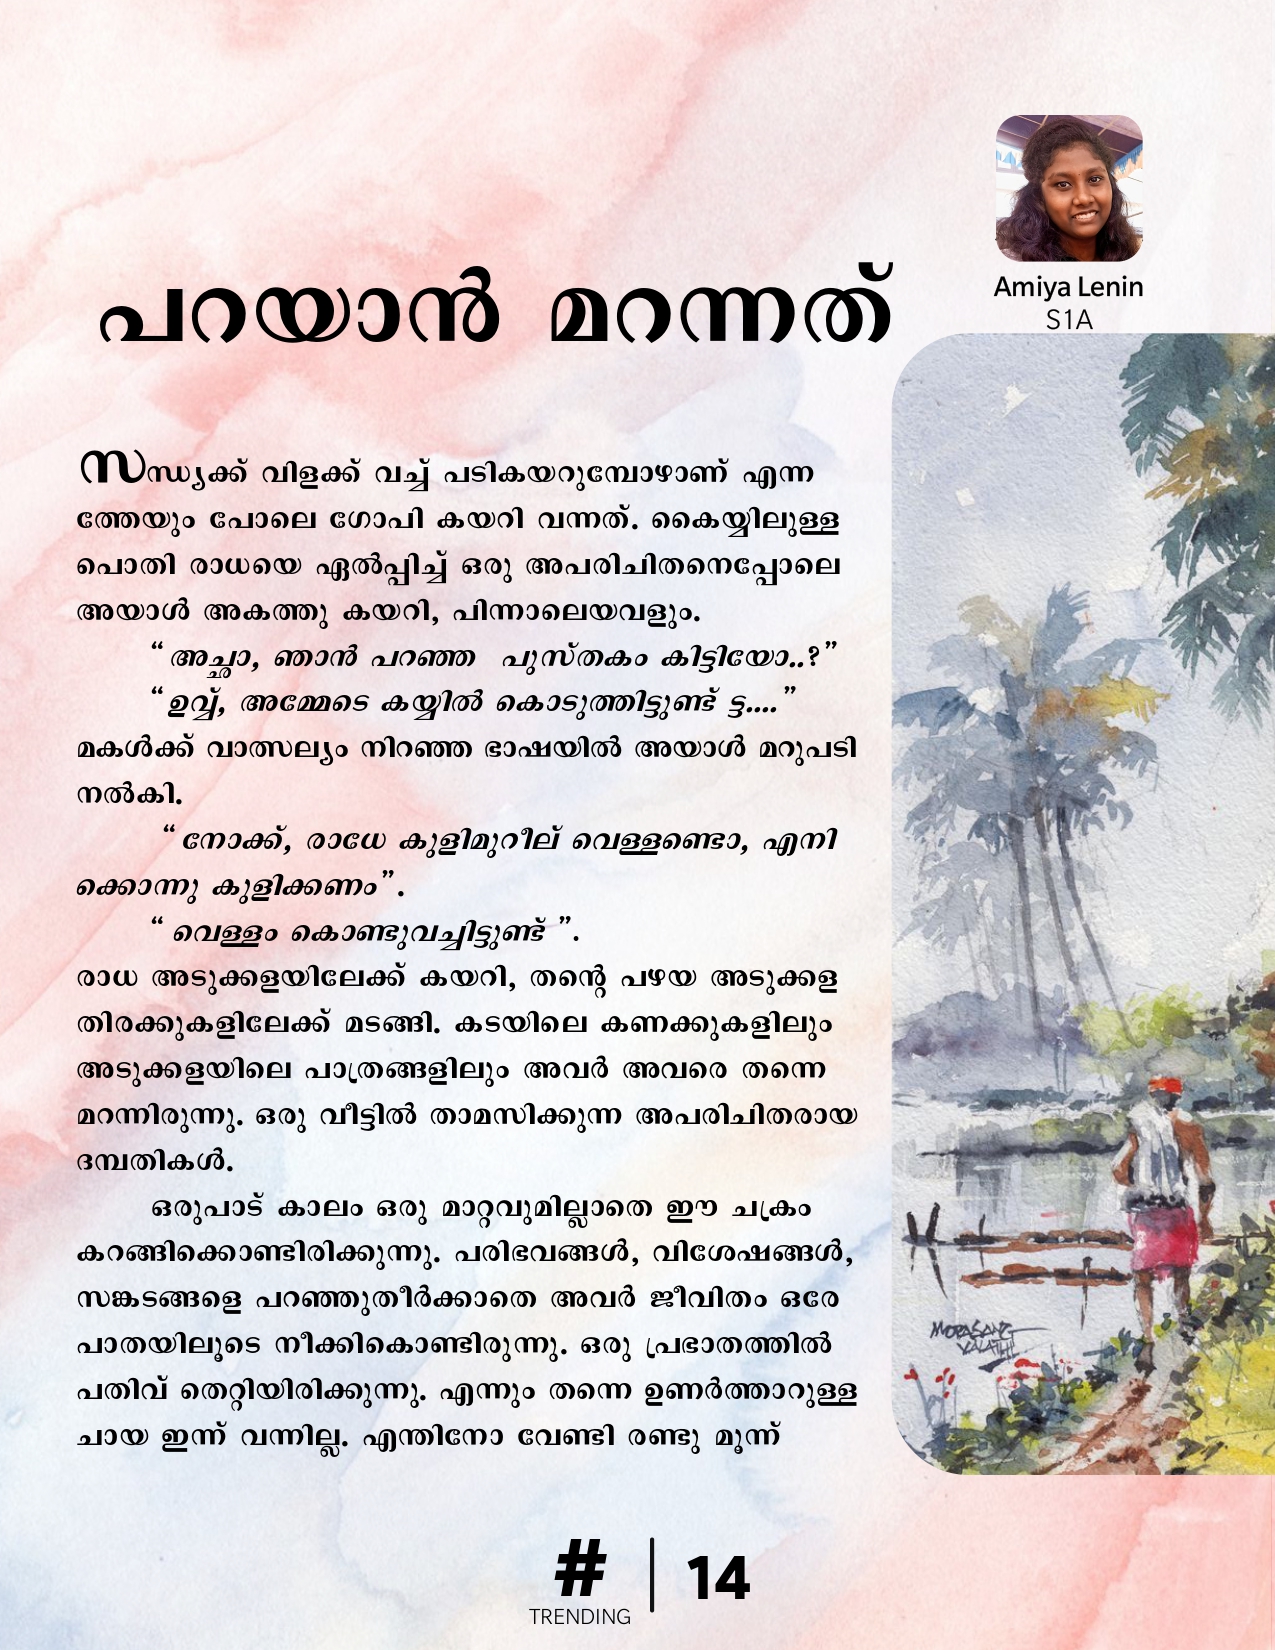 Amiya Lenin
S1A
പറയാൻ മറന്നത്
സന്ധ്യക്ക് വിളക്ക് വച്ച് പടികയറുമ്പോഴാണ് എന്ന
ത്തേയും പോലെ ഗോപി കയറി വന്നത്. കൈയ്യിലുള്ള
പൊതി രാധയെ ഏൽപ്പിച്ച് ഒരു അപരിചിതനെപ്പോലെ
അയാൾ അകത്തു കയറി, പിന്നാലെയവളും.
“അച്ഛാ, ഞാൻ പറഞ്ഞ പുസ്തകം കിട്ടിയോ..?”
“ഉവ്വ്, അമ്മേടെ കയ്യിൽ കൊടുത്തിട്ടുണ്ട് ട്ട....”
മകൾക്ക് വാത്സല്യം നിറഞ്ഞ ഭാഷയിൽ അയാൾ മറുപടി
നൽകി.
“നോക്ക്, രാധേ കുളിമുറീല് വെള്ളണ്ടൊ, എനി
ക്കൊന്നു കുളിക്കണം”.
“ വെള്ളം കൊണ്ടുവച്ചിട്ടുണ്ട് ”.
രാധ അടുക്കളയിലേക്ക് കയറി, തന്റെ പഴയ അടുക്കള
തിരക്കുകളിലേക്ക് മടങ്ങി. കടയിലെ കണക്കുകളിലും
അടുക്കളയിലെ പാത്രങ്ങളിലും അവർ അവരെ തന്നെ
മറന്നിരുന്നു. ഒരു വീട്ടിൽ താമസിക്കുന്ന അപരിചിതരായ
ദമ്പതികൾ.
ഒരുപാട് കാലം ഒരു മാറ്റവുമില്ലാതെ ഈ ചക്രം
കറങ്ങിക്കൊണ്ടിരിക്കുന്നു. പരിഭവങ്ങൾ, വിശേഷങ്ങൾ,
സങ്കടങ്ങളെ പറഞ്ഞുതീർക്കാതെ അവർ ജീവിതം ഒരേ
പാതയിലൂടെ നീക്കികൊണ്ടിരുന്നു. ഒരു പ്രഭാതത്തിൽ
പതിവ് തെറ്റിയിരിക്കുന്നു. എന്നും തന്നെ ഉണർത്താറുള്ള
ചായ ഇന്ന് വന്നില്ല. എന്തിനോ വേണ്ടി രണ്ടു മൂന്ന്
#
TRENDING
14